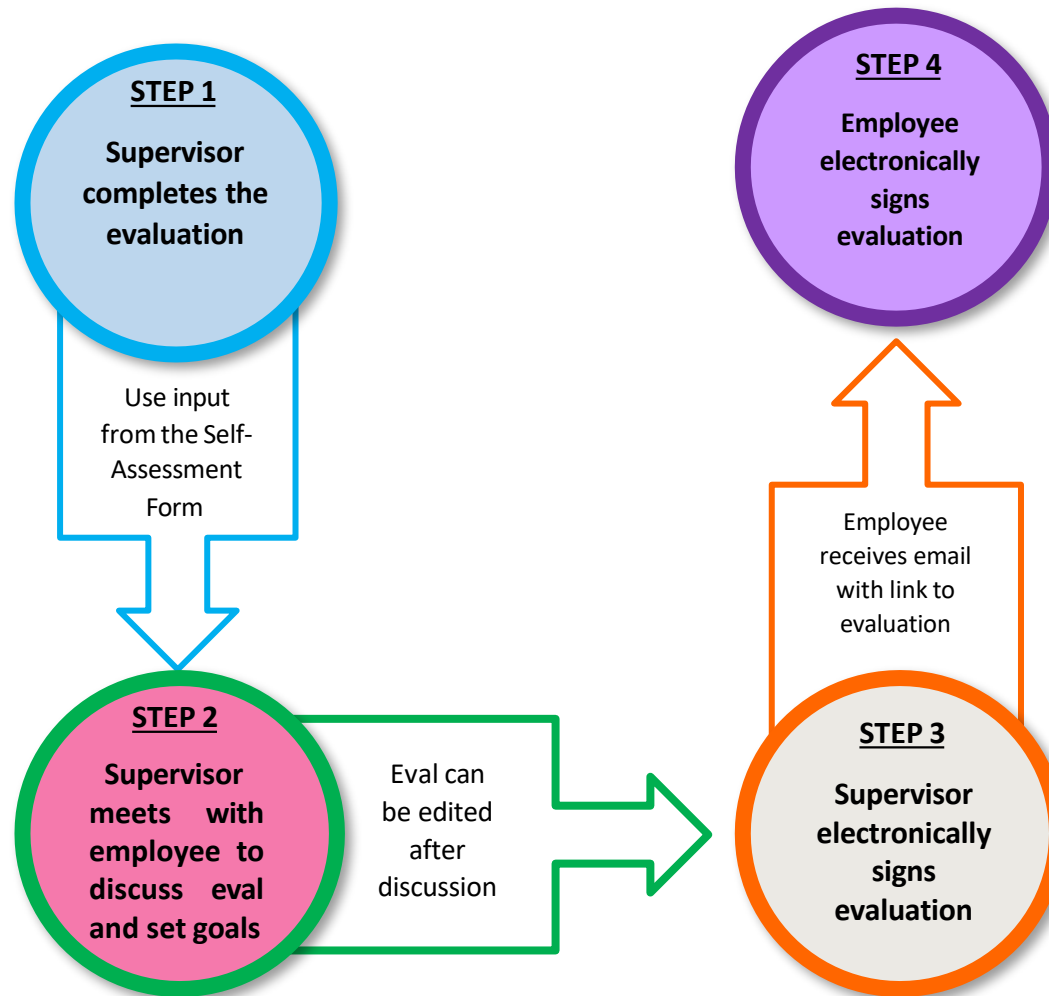 STEP 1
Supervisor
completes the
evaluation
Use input
from the Self-
Assessment
Form
STEP 2
Supervisor
meets with
employee to
discuss eval
and set goals
Eval can
be edited
after
discussion
STEP 3
Supervisor
electronically
signs
evaluation
Employee
receives email
with link to
evaluation
STEP 4
Employee
electronically
signs
evaluation